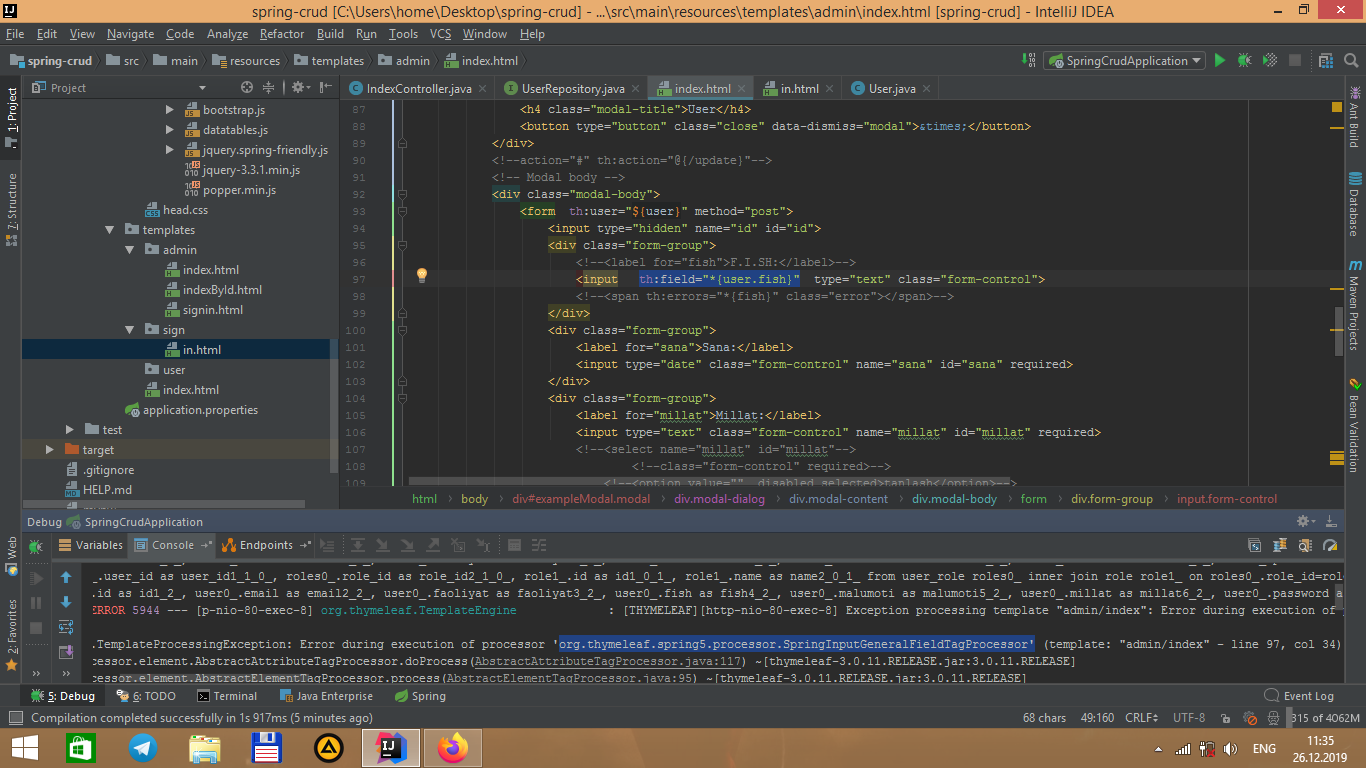 spring-crud [C:\Users\home\Desktop\spring-crud] - ...\src\main\resources\templates\admin\index.html [spring-crud] - IntelliJ IDEA
File Edit View Navigate Code Analyze Refactor Build Run Tools VCS Window Help
spring-crud src main resources templates admin index.html SpringCrudApplication
1: Project
7: Structure
Project
bootstrap.js
datatables.js
jquery.spring-friendly.js
jquery-3.3.1.min.js
popper.min.js
head.css
templates
admin
index.html
indexById.html
signin.html
sign
in.html
user
index.html
application.properties
test
target
.gitignore
HELP.md
IndexController.java UserRepository.java index.html in.html User.java
87 <h4 class="modal-title">User</h4>
88 <button type="button" class="close" data-dismiss="modal">&times;</button>
89 </div>
90 <!--action="#" th:action="@{/update}"-->
91 <!-- Modal body -->
92 <div class="modal-body">
93 <form th:user="${user}" method="post">
94 <input type="hidden" name="id" id="id">
95 <div class="form-group">
96 <!--<label for="fish">F.I.SH:</label>-->
97 <input th:field="*{user.fish}" type="text" class="form-control">
98 <!--<span th:errors="*{fish}" class="error"></span>-->
99 </div>
100 <div class="form-group">
101 <label for="sana">Sana:</label>
102 <input type="date" class="form-control" name="sana" id="sana" required>
103 </div>
104 <div class="form-group">
105 <label for="millat">Millat:</label>
106 <input type="text" class="form-control" name="millat" id="millat" required>
107 <!--<select name="millat" id="millat"-->
108 <!--class="form-control" required>-->
109 <!--<option value="" disabled selected>tanlash</option>-->
html body div#exampleModal.modal div.modal-dialog div.modal-content div.modal-body form div.form-group input.form-control
Ant Build
Database
Maven Projects
Bean Validation
Debug SpringCrudApplication
Variables Console Endpoints
.user_id as user_id1_1_0_, roles0_.role_id as role_id2_1_0_, role1_.id as id1_0_1_, role1_.name as name2_0_1_ from user_role roles0_ inner join role role1_ on roles0_.role_id=role
.id as id1_2_, user0_.email as email2_2_, user0_.faoliyat as faoliyat3_2_, user0_.fish as fish4_2_, user0_.malumoti as malumoti5_2_, user0_.millat as millat6_2_, user0_.password a
ERROR 5944 --- [p-nio-80-exec-8] org.thymeleaf.TemplateEngine : [THYMELEAF][http-nio-80-exec-8] Exception processing template "admin/index": Error during execution of
.TemplateProcessingException: Error during execution of processor 'org.thymeleaf.spring5.processor.SpringInputGeneralFieldTagProcessor' (template: "admin/index" - line 97, col 34)
cessor.element.AbstractAttributeTagProcessor.doProcess(AbstractAttributeTagProcessor.java:117) ~[thymeleaf-3.0.11.RELEASE.jar:3.0.11.RELEASE]
cessor.element.AbstractElementTagProcessor.process(AbstractElementTagProcessor.java:95) ~[thymeleaf-3.0.11.RELEASE.jar:3.0.11.RELEASE]
Web
2: Favorites
5: Debug 6: TODO Terminal Java Enterprise Spring Event Log
Compilation completed successfully in 1s 917ms (5 minutes ago) 68 chars 49:160 CRLF UTF-8 315 of 4062M
ENG
11:35
26.12.2019